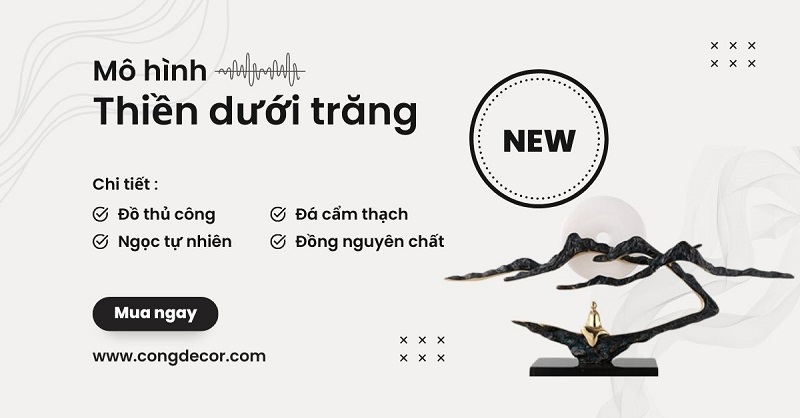 Mô hình
Thiền dưới trăng
NEW
Chi tiết :
Đồ thủ công
Đá cẩm thạch
Ngọc tự nhiên
Đồng nguyên chất
Mua ngay
www.congdecor.com